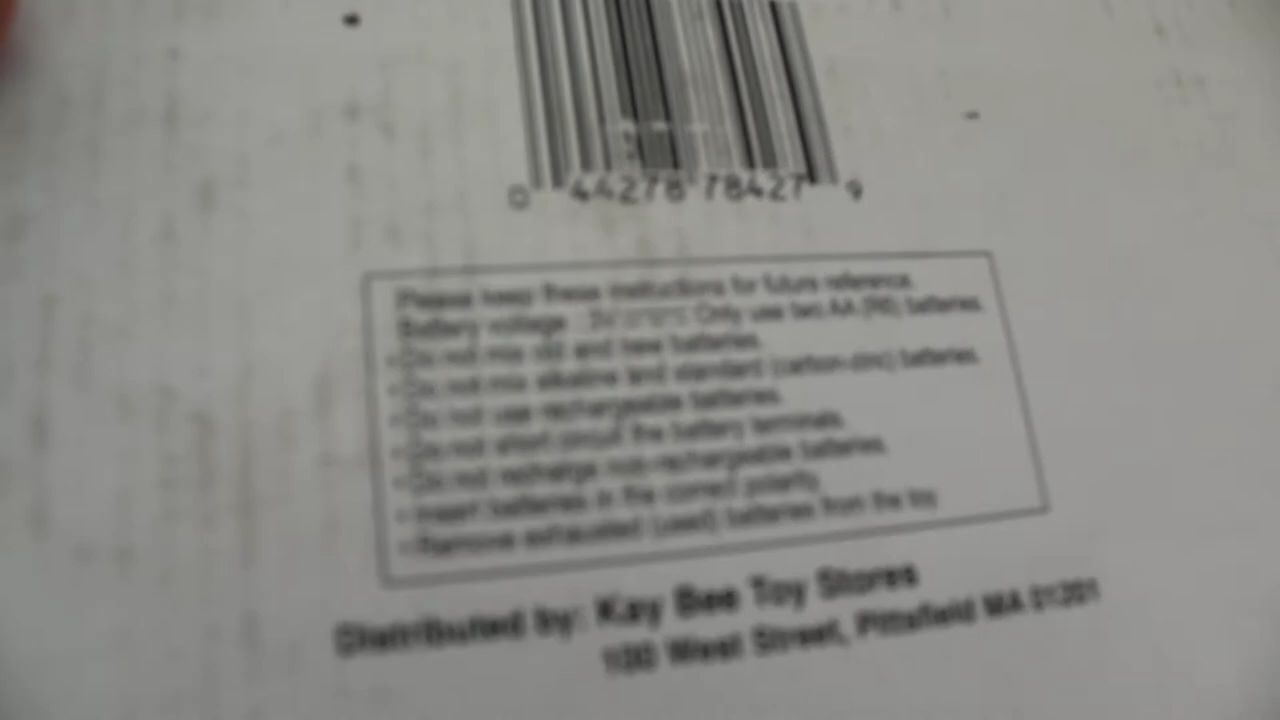 0 44278 78427 9
Please keep these instructions for future reference.
Battery voltage : 3V Only use two AA (R6) batteries.
• Do not mix old and new batteries.
• Do not mix alkaline and standard (carbon-zinc) batteries.
• Do not use rechargeable batteries.
• Do not short circuit the battery terminals.
• Do not recharge non-rechargeable batteries.
• Insert batteries in the correct polarity.
• Remove exhausted (used) batteries from the toy.
Distributed by: Kay Bee Toy Stores
100 West Street, Pittsfield MA 01201